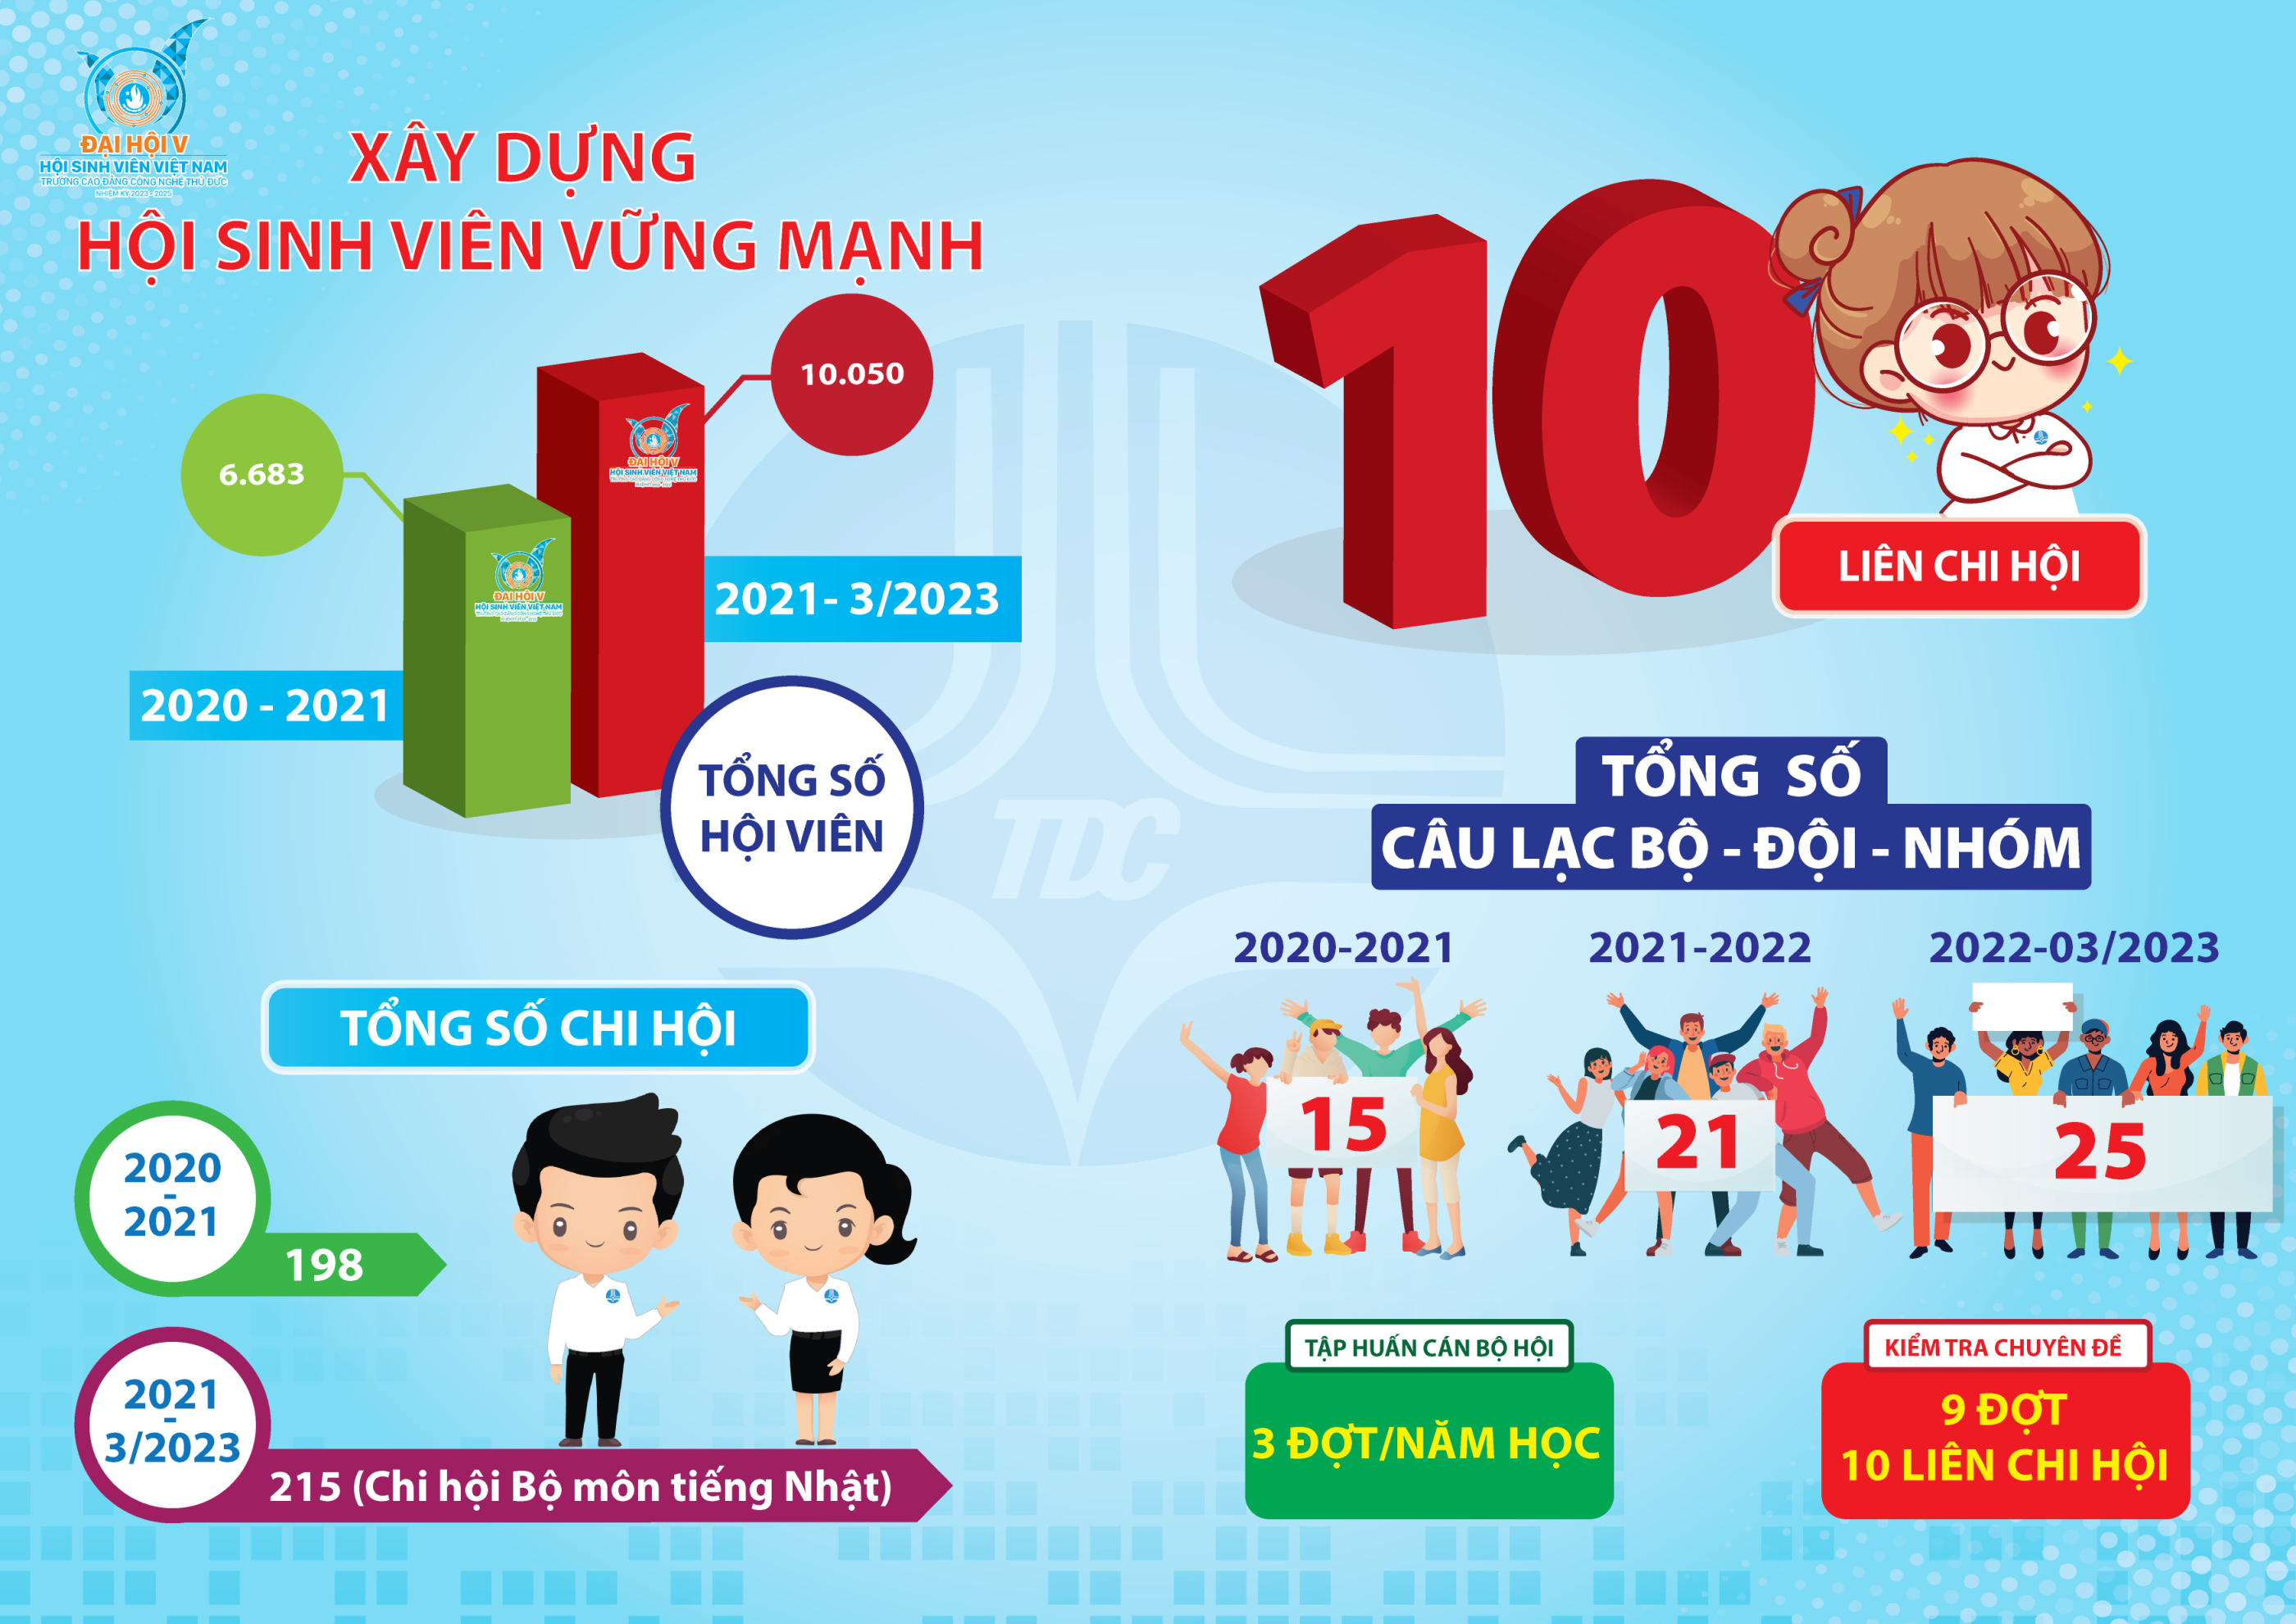 ĐẠI HỘI V
HỘI SINH VIÊN VIỆT NAM
TRƯỜNG CAO ĐẲNG CÔNG NGHỆ THỦ ĐỨC
NHIỆM KỲ 2023 - 2025
XÂY DỰNG
HỘI SINH VIÊN VỮNG MẠNH
10.050
6.683
ĐẠI HỘI V
HỘI SINH VIÊN VIỆT NAM
ĐẠI HỘI V
HỘI SINH VIÊN VIỆT NAM
2021- 3/2023
2020 - 2021
TỔNG SỐ
HỘI VIÊN
10
LIÊN CHI HỘI
TDC
TỔNG SỐ
CÂU LẠC BỘ - ĐỘI - NHÓM
2020-2021
2021-2022
2022-03/2023
15
21
25
TỔNG SỐ CHI HỘI
2020
-
2021
198
2021
-
3/2023
215 (Chi hội Bộ môn tiếng Nhật)
TẬP HUẤN CÁN BỘ HỘI
3 ĐỢT/NĂM HỌC
KIỂM TRA CHUYÊN ĐỀ
9 ĐỢT
10 LIÊN CHI HỘI